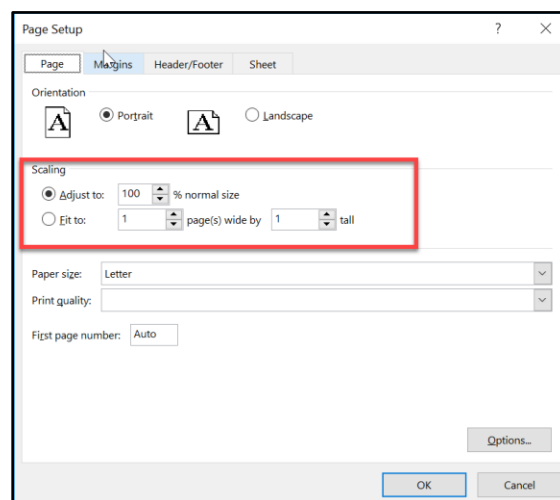 Page Setup ? ×
Page Margins Header/Footer Sheet
Orientation
A Portrait A Landscape
Scaling
Adjust to: 100 % normal size
Fit to: 1 page(s) wide by 1 tall
Paper size: Letter
Print quality:
First page number: Auto
Options...
OK Cancel